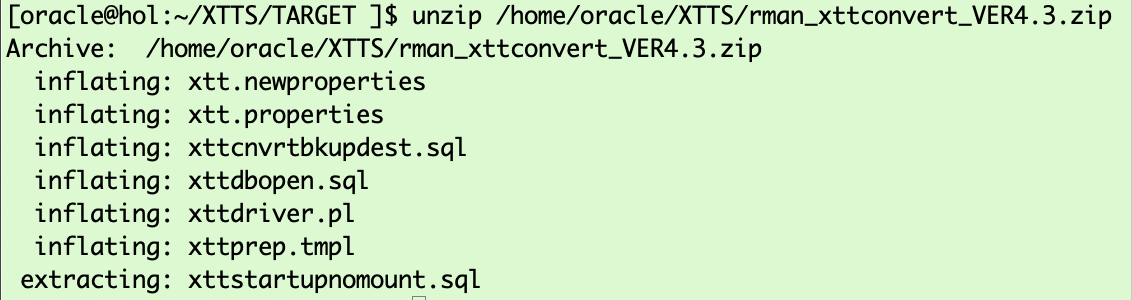 [oracle@hol:~/XTTS/TARGET ]$ unzip /home/oracle/XTTS/rman_xttconvert_VER4.3.zip
Archive:  /home/oracle/XTTS/rman_xttconvert_VER4.3.zip
  inflating: xtt.newproperties
  inflating: xtt.properties
  inflating: xttcnvrtbkupdest.sql
  inflating: xttdbopen.sql
  inflating: xttdriver.pl
  inflating: xttprep.tmpl
 extracting: xttstartupnomount.sql